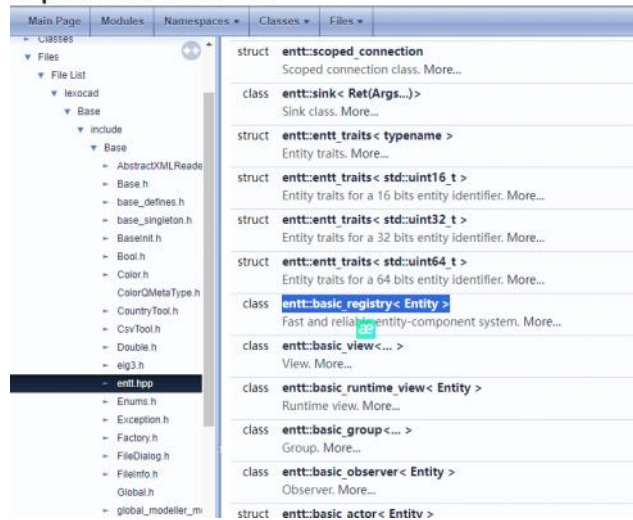 Main Page Modules Namespaces Classes Files
Classes
Files
File List
lexocad
Base
include
Base
AbstractXMLReade
Base.h
base_defines.h
base_singleton.h
BaseInit.h
Bool.h
Color.h
ColorQMetaType.h
CountryTool.h
CsvTool.h
Double.h
eig3.h
entt.hpp
Enums.h
Exception.h
Factory.h
FileDialog.h
FileInfo.h
Global.h
global_modeller_m
struct entt::scoped_connection
Scoped connection class. More...
class entt::sink< Ret(Args...)>
Sink class. More...
struct entt::entt_traits< typename >
Entity traits. More...
struct entt::entt_traits< std::uint16_t >
Entity traits for a 16 bits entity identifier. More...
struct entt::entt_traits< std::uint32_t >
Entity traits for a 32 bits entity identifier. More...
struct entt::entt_traits< std::uint64_t >
Entity traits for a 64 bits entity identifier. More...
class entt::basic_registry< Entity >
Fast and reliable entity-component system. More...
æ
class entt::basic_view<... >
View. More...
class entt::basic_runtime_view< Entity >
Runtime view. More...
class entt::basic_group<... >
Group. More...
class entt::basic_observer< Entity >
Observer. More...
struct entt::basic_actor< Entity >